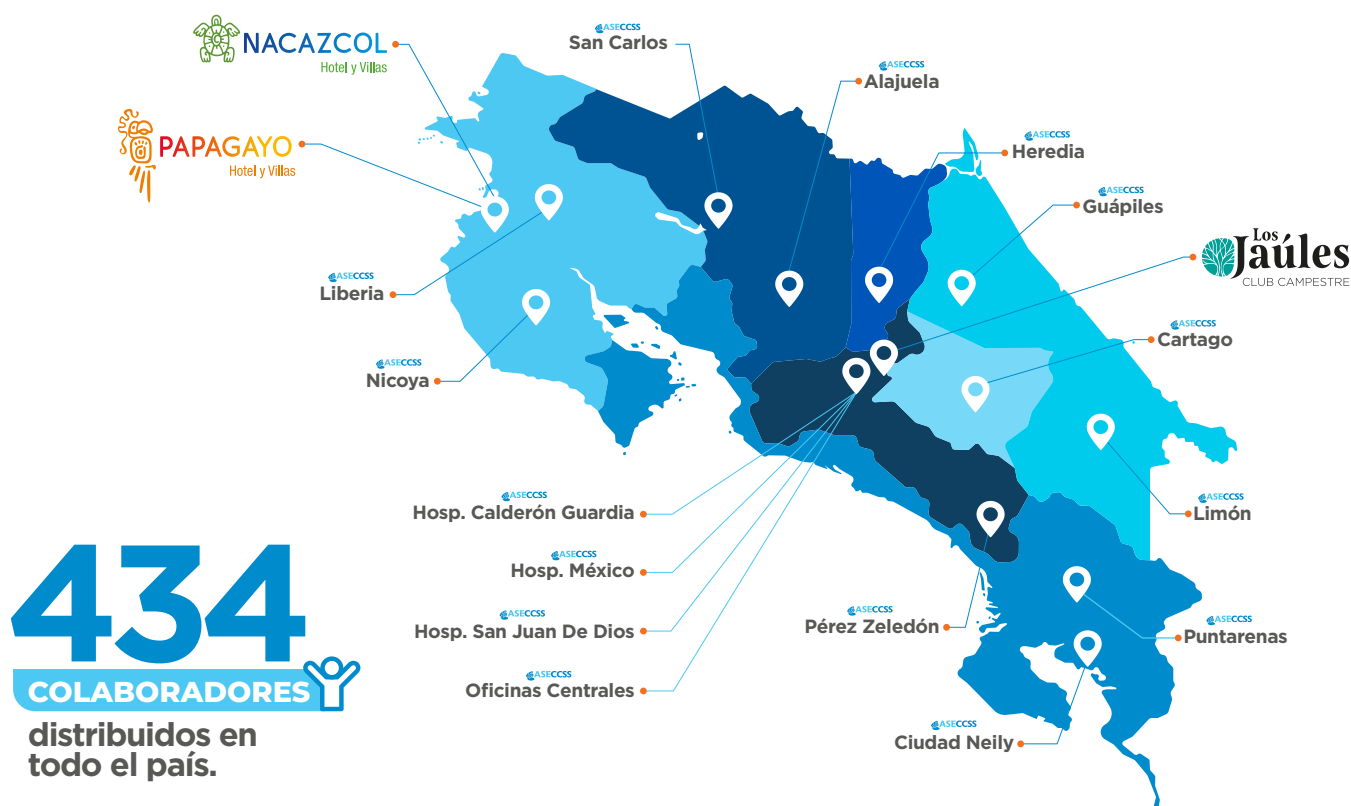 NACAZCOL
Hotel y Villas
PAPAGAYO
Hotel y Villas
ASECCSS
San Carlos
ASECCSS
Alajuela
ASECCSS
Heredia
ASECCSS
Guápiles
Los
Jaúles
CLUB CAMPESTRE
ASECCSS
Liberia
ASECCSS
Cartago
ASECCSS
Nicoya
ASECCSS
Hosp. Calderón Guardia
ASECCSS
Limón
ASECCSS
Hosp. México
ASECCSS
Hosp. San Juan De Dios
ASECCSS
Pérez Zeledón
ASECCSS
Puntarenas
ASECCSS
Oficinas Centrales
ASECCSS
Ciudad Neily
434
COLABORADORES
distribuidos en
todo el país.